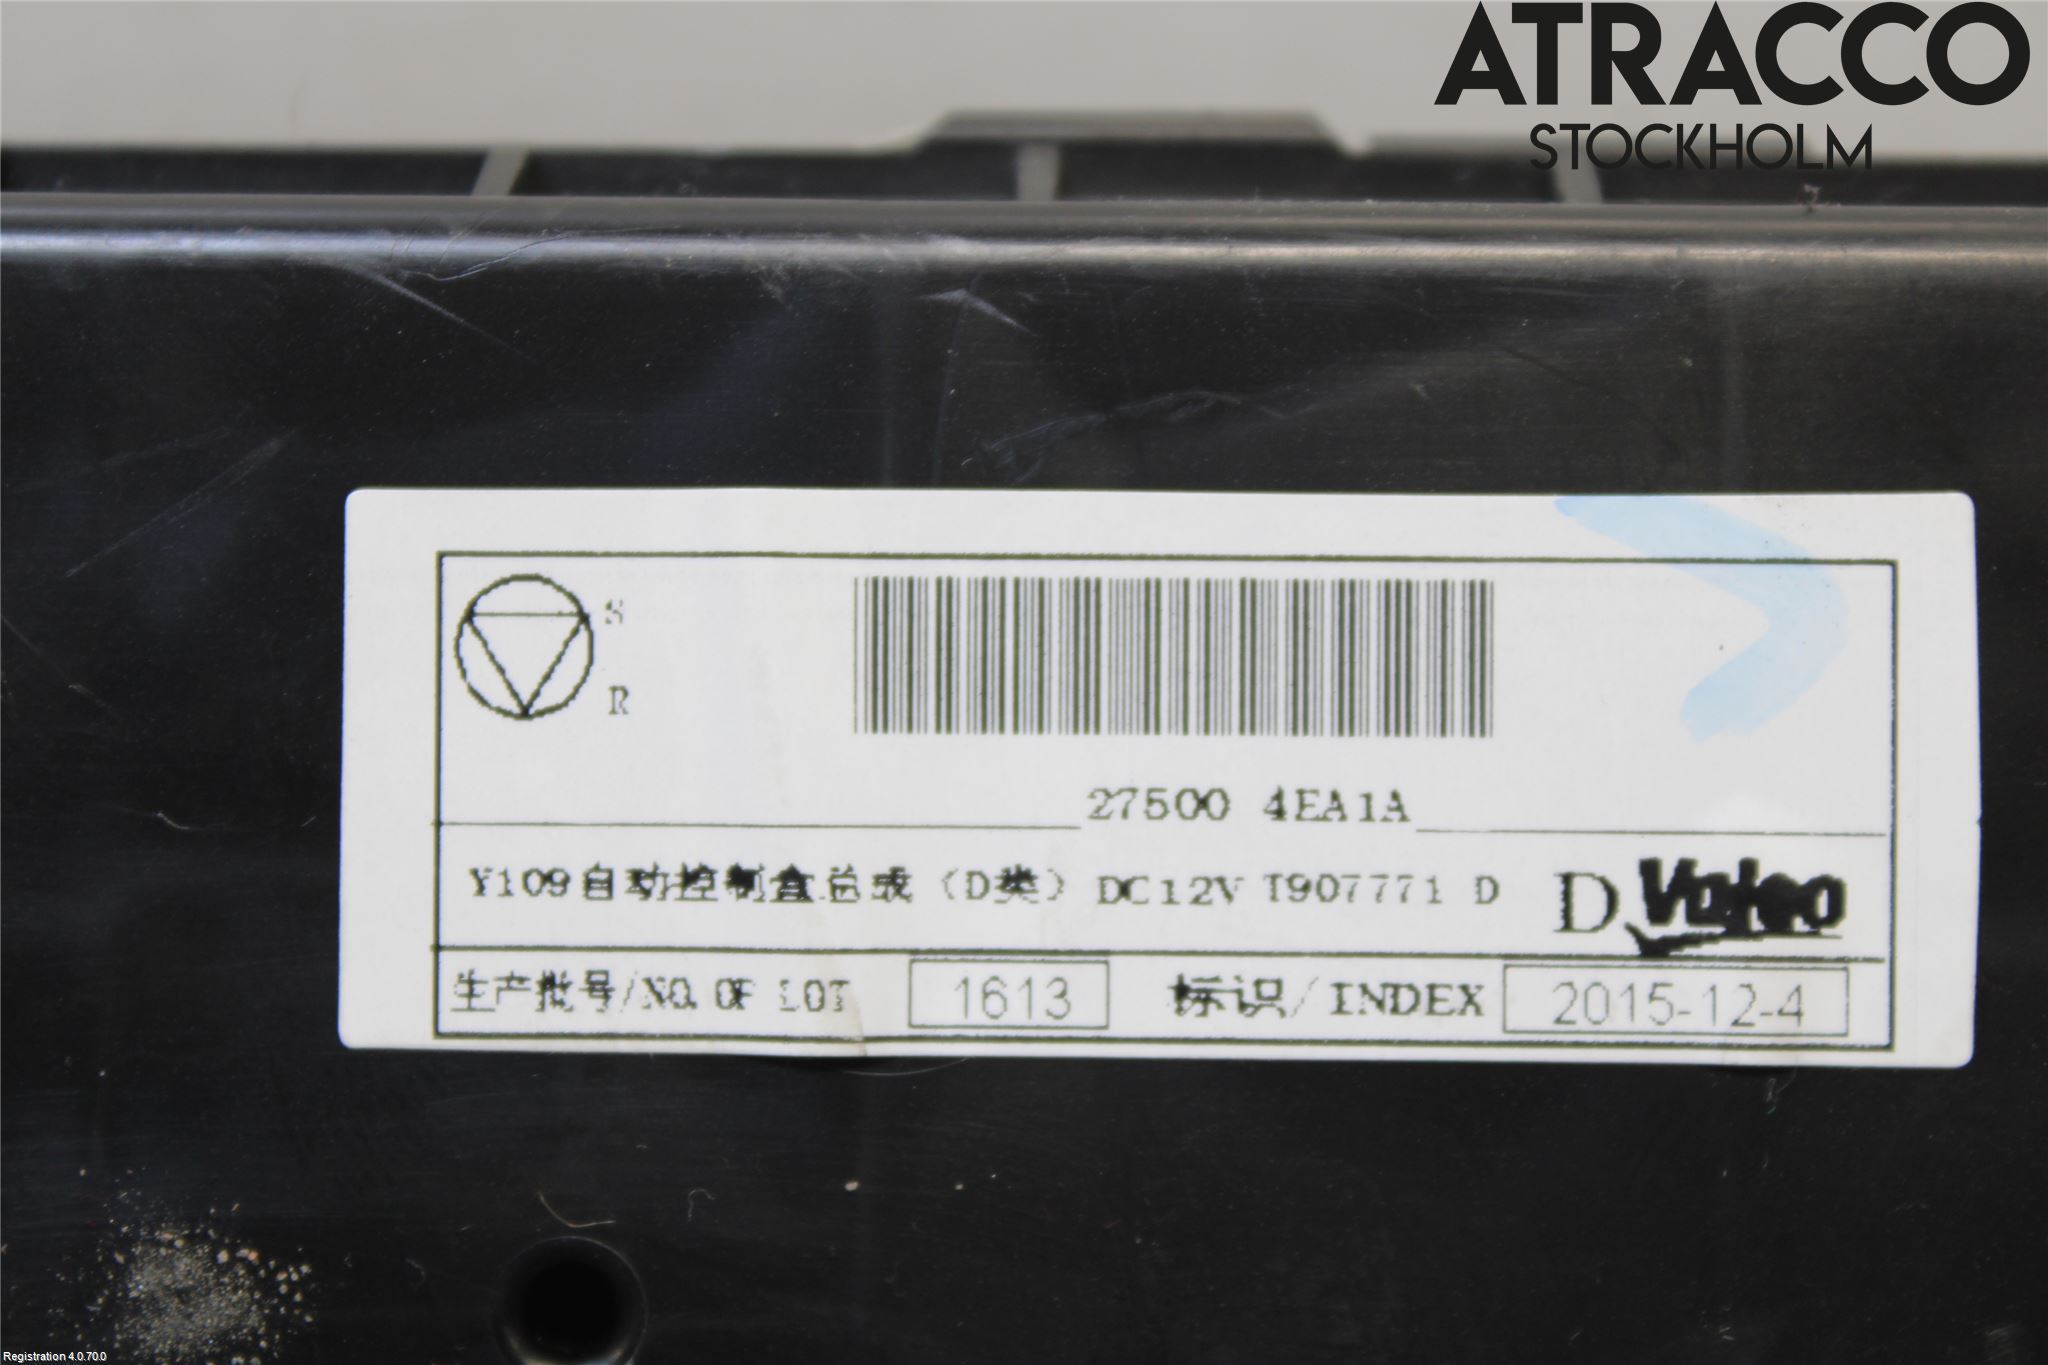 ATRACCO
STOCKHOLM
S
R
27500 4EA1A
Y109自动控制盒总成（D类）DC12V T907771 D D Valeo
生产批号/NO. OF LOT 1613 标识/INDEX 2015-12-4
Registration 4.0.70.0